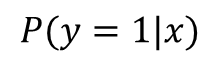 P(y = 1|x)